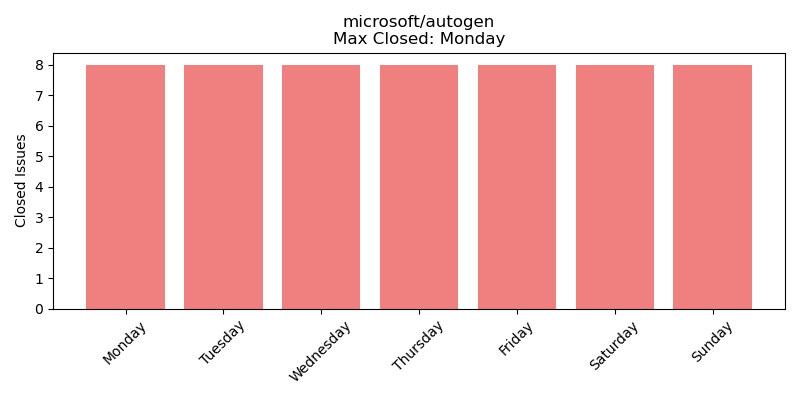 microsoft/autogen
Max Closed: Monday
Closed Issues
8
7
6
5
4
3
2
1
0
Monday
Tuesday
Wednesday
Thursday
Friday
Saturday
Sunday